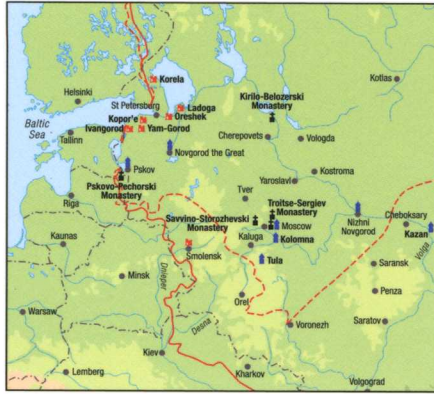 Korela
Kotlas
Helsinki
St Petersburg
Ladoga
Oreshek
Kirilo-Belozerski
Monastery
Baltic
Sea
Kopor'e
Ivangorod
Yam-Gorod
Tallinn
Cherepovets
Vologda
Novgorod the Great
Pskov
Pskovo-Pechorski
Monastery
Yaroslavl
Kostroma
Tver
Riga
Troitse-Sergiev
Monastery
Savvino-Storozhevski
Monastery
Moscow
Nizhni
Novgorod
Cheboksary
Kazan
Volga
Kaunas
Kaluga
Kolomna
Smolensk
Tula
Saransk
Minsk
Dnieper
Penza
Orel
Warsaw
Desna
Voronezh
Saratov
Kiev
Lemberg
Kharkov
Volgograd